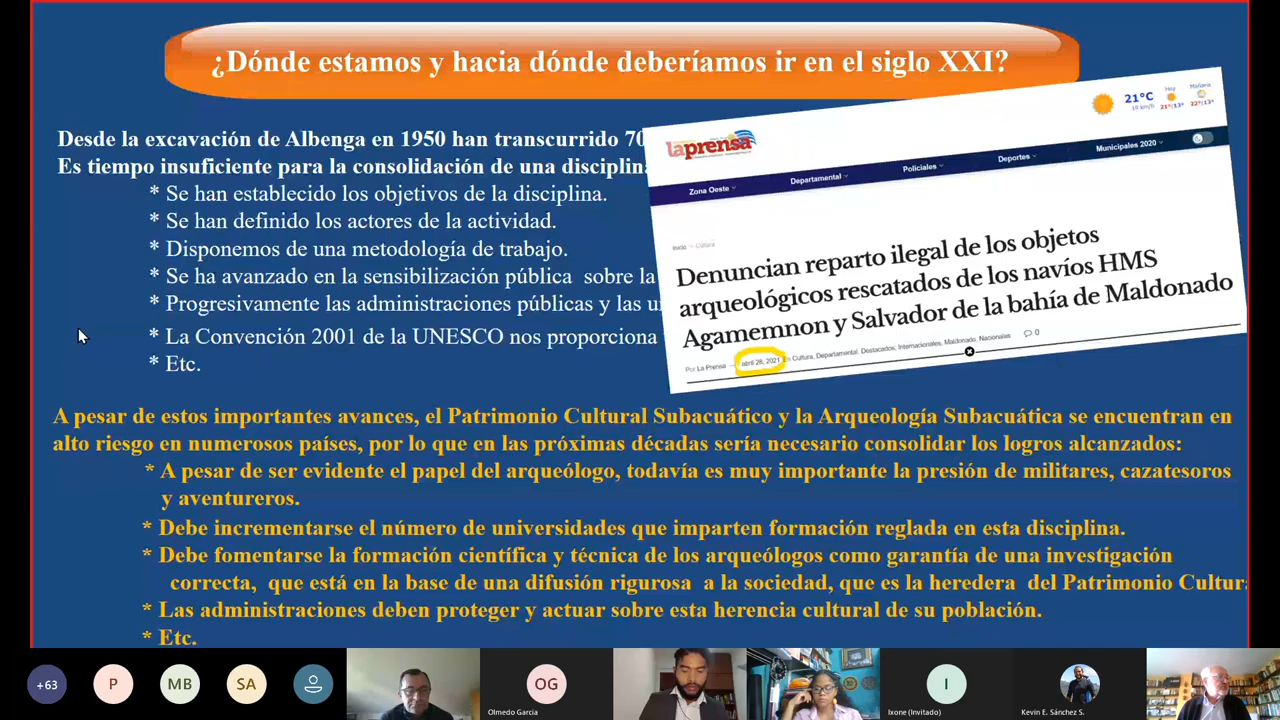 ¿Dónde estamos y hacia dónde deberíamos ir en el siglo XXI?
Desde la excavación de Albenga en 1950 han transcurrido 70
Es tiempo insuficiente para la consolidación de una disciplina
* Se han establecido los objetivos de la disciplina.
* Se han definido los actores de la actividad.
* Disponemos de una metodología de trabajo.
* Se ha avanzado en la sensibilización pública sobre la
* Progresivamente las administraciones públicas y las
* La Convención 2001 de la UNESCO nos proporciona
* Etc.
laprensa
21°C
19 km/h
Hoy
21°/13°
Mañana
22°/13°
Zona Oeste
Departamental
Policiales
Deportes
Municipales 2020
Inicio > Cultura
Denuncian reparto ilegal de los objetos
arqueológicos rescatados de los navíos HMS
Agamemnon y Salvador de la bahía de Maldonado
Por La Prensa — abril 28, 2021 en Cultura, Departamental, Destacados, Internacionales, Maldonado, Nacionales
0
A pesar de estos importantes avances, el Patrimonio Cultural Subacuático y la Arqueología Subacuática se encuentran en
alto riesgo en numerosos países, por lo que en las próximas décadas sería necesario consolidar los logros alcanzados:
* A pesar de ser evidente el papel del arqueólogo, todavía es muy importante la presión de militares, cazatesoros
y aventureros.
* Debe incrementarse el número de universidades que imparten formación reglada en esta disciplina.
* Debe fomentarse la formación científica y técnica de los arqueólogos como garantía de una investigación
correcta, que está en la base de una difusión rigurosa a la sociedad, que es la heredera del Patrimonio Cultura
* Las administraciones deben proteger y actuar sobre esta herencia cultural de su población.
* Etc.
+63
P
MB
SA
OG
Olmedo Garcia
I
Ixone (Invitado)
Kevin E. Sánchez S.